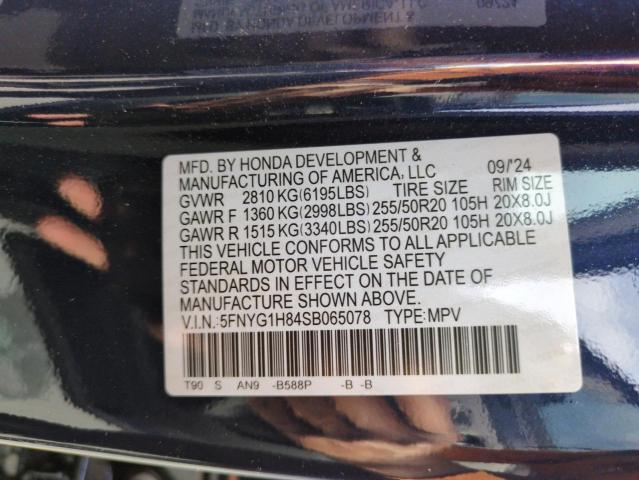 MFD. BY HONDA DEVELOPMENT &
MANUFACTURING OF AMERICA, LLC 09/'24
GVWR 2810 KG(6195LBS) TIRE SIZE RIM SIZE
GAWR F 1360 KG(2998LBS) 255/50R20 105H 20X8.0J
GAWR R 1515 KG(3340LBS) 255/50R20 105H 20X8.0J
THIS VEHICLE CONFORMS TO ALL APPLICABLE
FEDERAL MOTOR VEHICLE SAFETY
STANDARDS IN EFFECT ON THE DATE OF
MANUFACTURE SHOWN ABOVE.
V.I.N.:5FNYG1H84SB065078 TYPE:MPV
T90 S AN9 -B588P -B -B